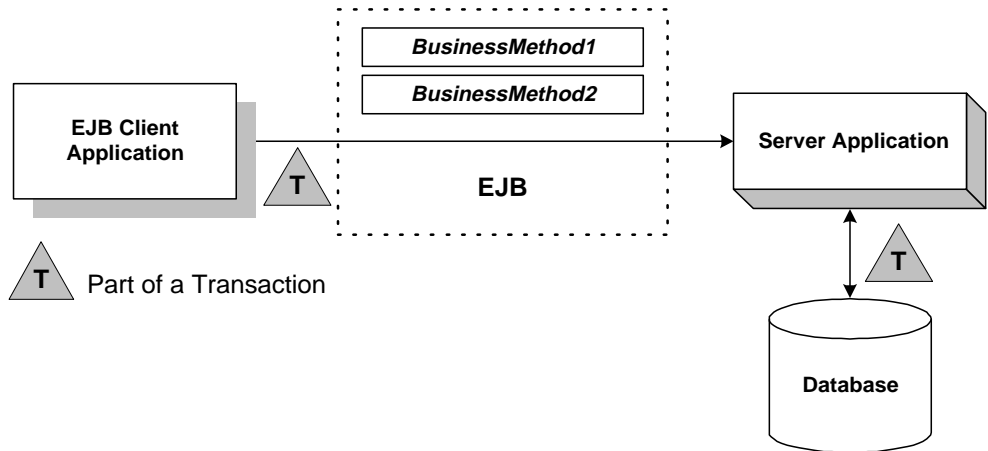 BusinessMethod1
BusinessMethod2
EJB Client
Application
T
EJB
Server Application
T
T Part of a Transaction
Database